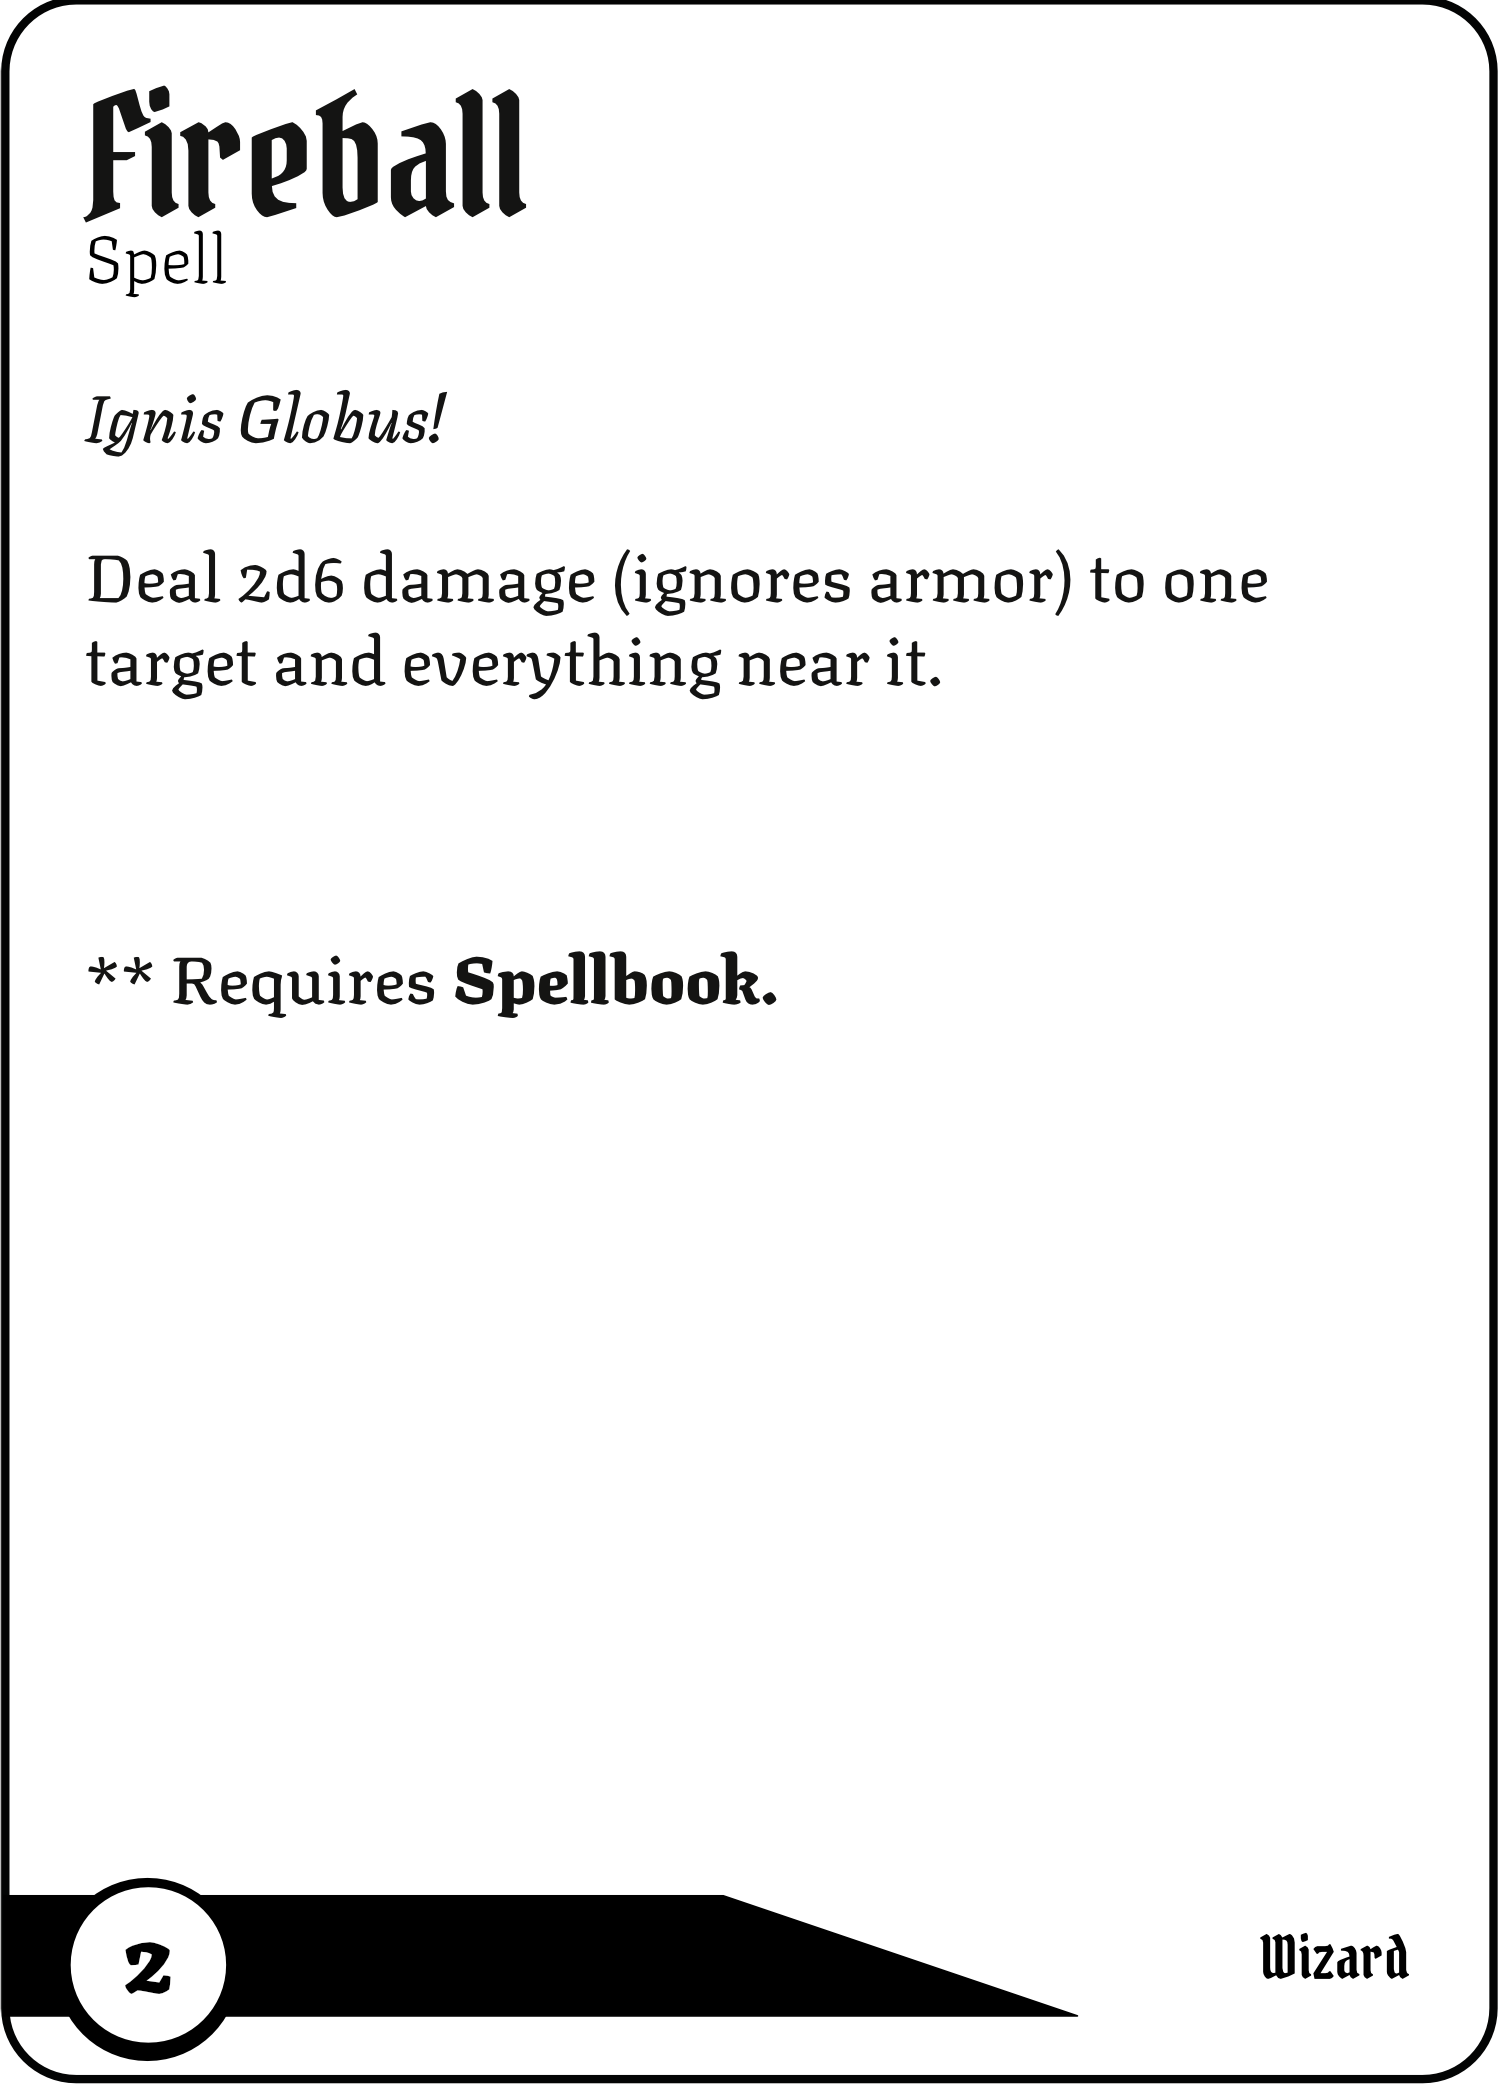 Fireball
Spell
Ignis Globus!
Deal 2d6 damage (ignores armor) to one
target and everything near it.
** Requires Spellbook.
2
Wizard